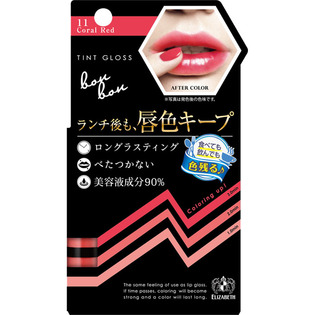 11
Coral Red
TINT GLOSS
bon
bon
AFTER COLOR
※写真は発色後の色味です。
ランチ後も、唇色キープ
ロングラスティング
べたつかない
美容液成分90%
食べても
飲んでも
色残る♪
Coloring up!
The same feeling of use as lip gloss.
If time passes, coloring will become
strong and a color will last long.
ELIZABETH